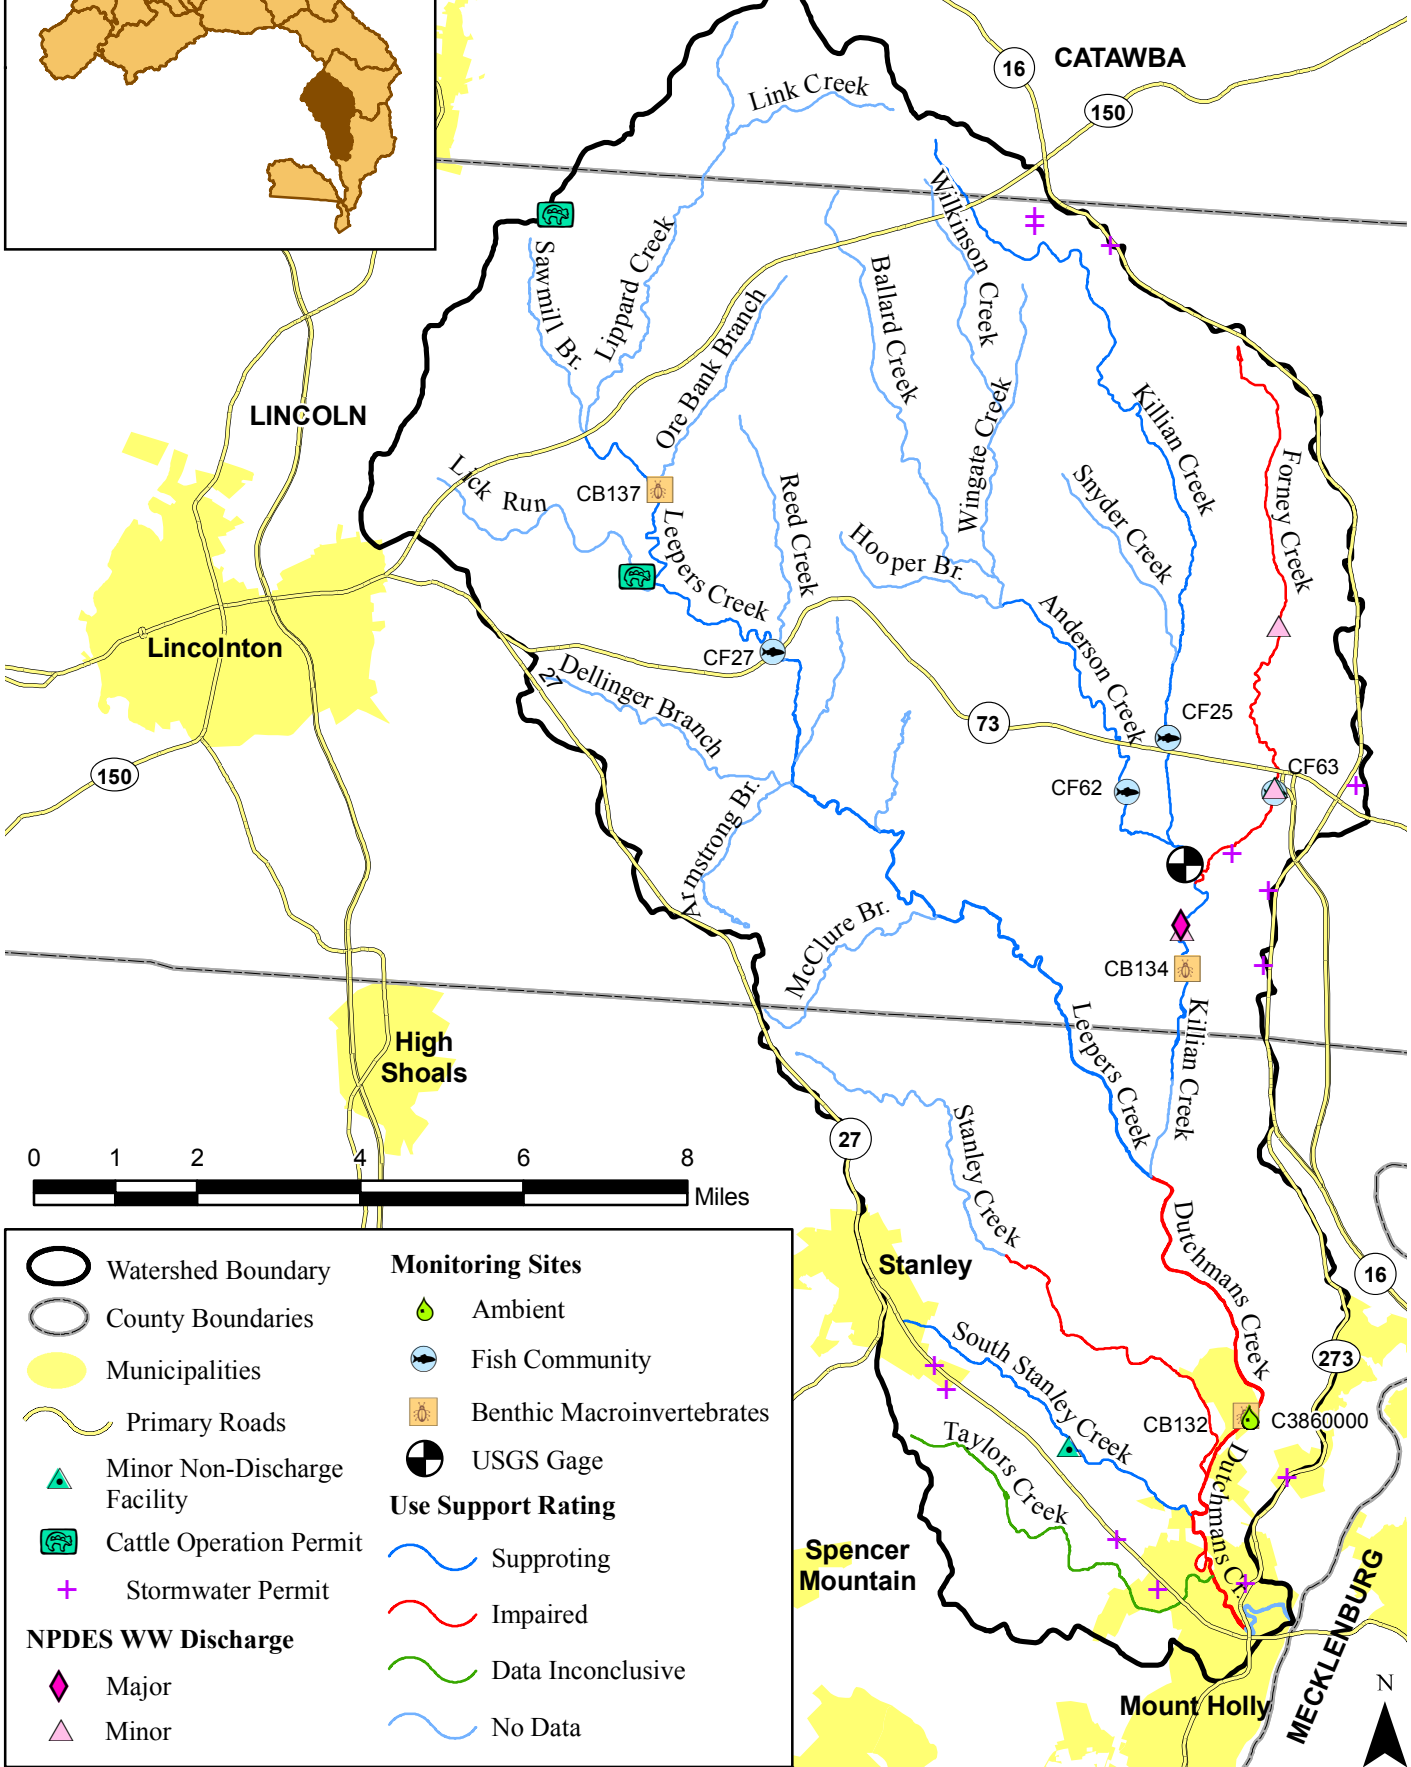 CATAWBA
16
150
Link Creek
Wilkinson Creek
Sawmill Br.
Lippard Creek
Ballard Creek
Ore Bank Branch
LINCOLN
Killian Creek
Wingate Creek
Forney Creek
Lick Run
CB137
Reed Creek
Snyder Creek
Leepers Creek
Hooper Br.
Anderson Creek
Lincolnton
CF27
27
Dellinger Branch
73
CF25
150
CF63
CF62
Armstrong Br.
McClure Br.
CB134
High
Shoals
Leepers Creek
Killian Creek
27
Stanley Creek
0 1 2 4 6 8
Miles
Dutchmans Creek
Stanley
16
273
South Stanley Creek
CB132
C3860000
Taylors Creek
Dutchmans Cr.
Spencer
Mountain
MECKLENBURG
Mount Holly
N
Watershed Boundary
County Boundaries
Municipalities
Primary Roads
Minor Non-Discharge
Facility
Cattle Operation Permit
Stormwater Permit
NPDES WW Discharge
Major
Minor
Monitoring Sites
Ambient
Fish Community
Benthic Macroinvertebrates
USGS Gage
Use Support Rating
Supproting
Impaired
Data Inconclusive
No Data